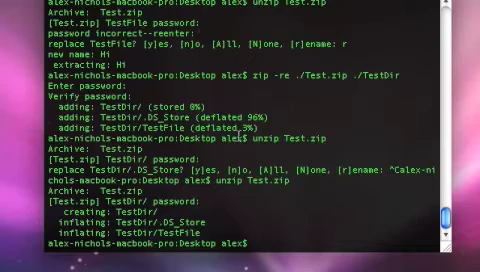 alex-nichols-macbook-pro:Desktop alex$ unzip Test.zip
Archive:  Test.zip
[Test.zip] TestFile password:
password incorrect--reenter:
replace TestFile? [y]es, [n]o, [A]ll, [N]one, [r]ename: r
new name: Hi
 extracting: Hi
alex-nichols-macbook-pro:Desktop alex$ zip -re ./Test.zip ./TestDir
Enter password:
Verify password:
  adding: TestDir/ (stored 0%)
  adding: TestDir/.DS_Store (deflated 96%)
  adding: TestDir/TestFile (deflated 3%)
alex-nichols-macbook-pro:Desktop alex$ unzip Test.zip
Archive:  Test.zip
[Test.zip] TestDir/ password:
replace TestDir/.DS_Store? [y]es, [n]o, [A]ll, [N]one, [r]ename: ^Calex-ni
chols-macbook-pro:Desktop alex$ unzip Test.zip
Archive:  Test.zip
[Test.zip] TestDir/ password:
   creating: TestDir/
  inflating: TestDir/.DS_Store
  inflating: TestDir/TestFile
alex-nichols-macbook-pro:Desktop alex$